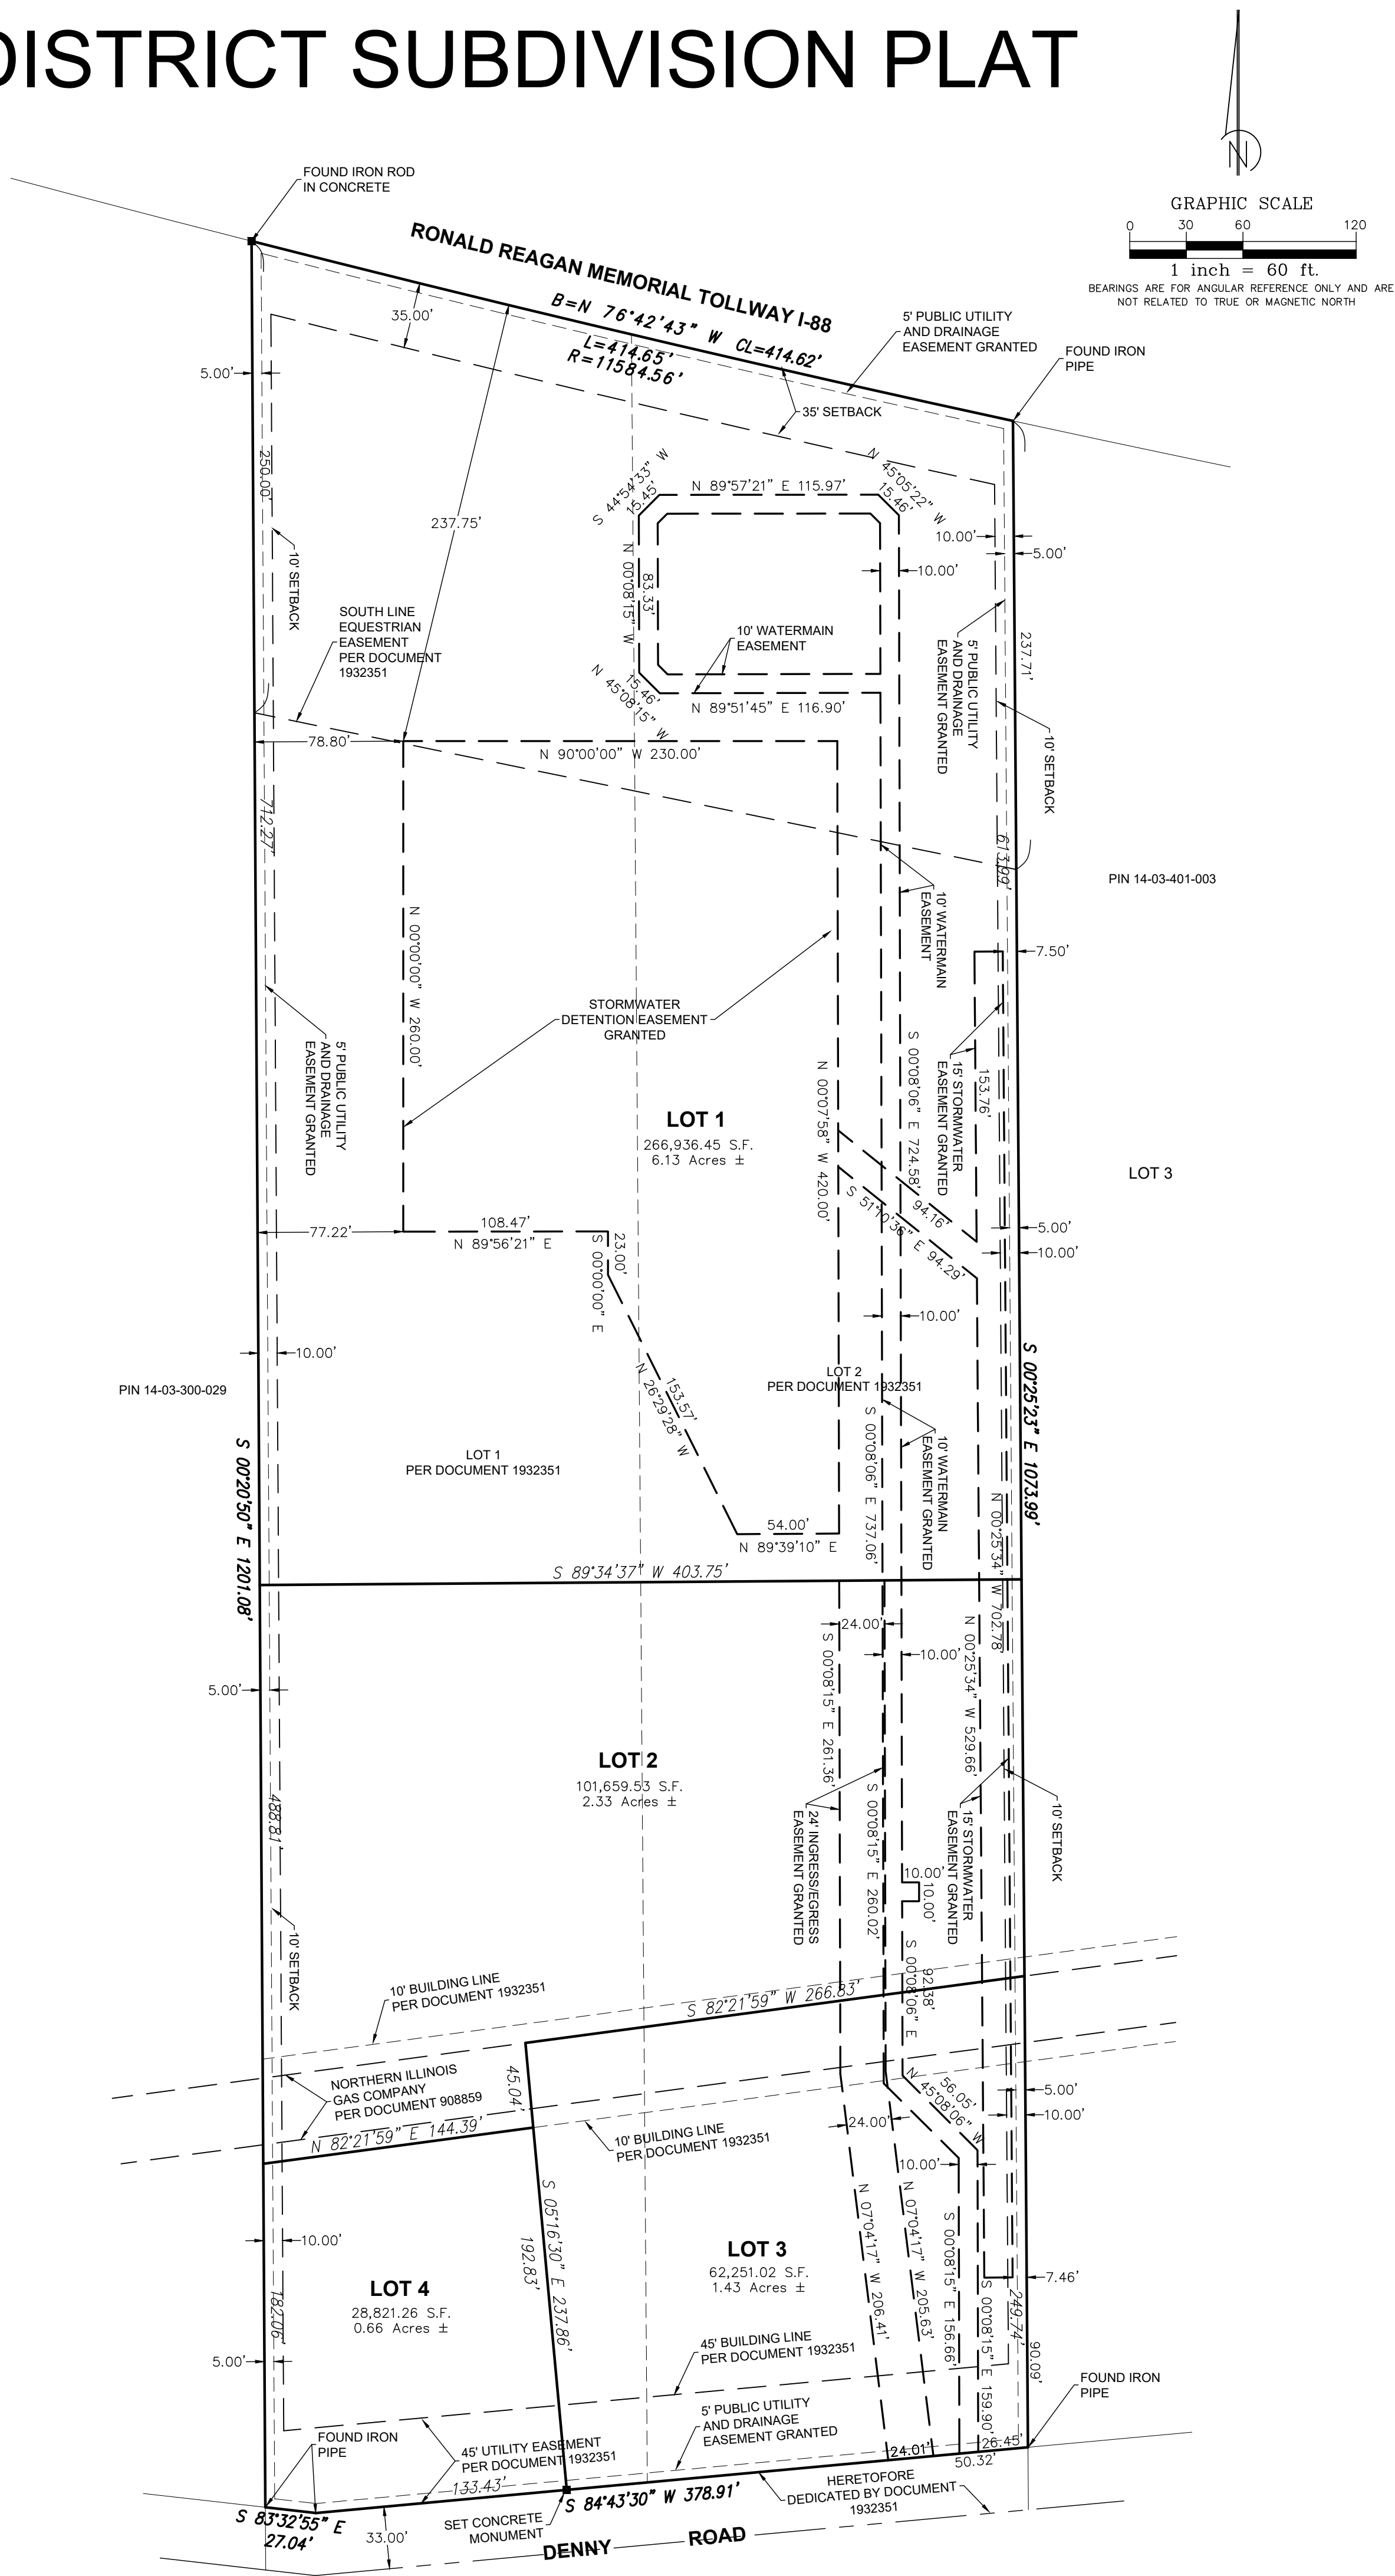 DISTRICT SUBDIVISION PLAT
N
GRAPHIC SCALE
0 30 60 120
1 inch = 60 ft.
BEARINGS ARE FOR ANGULAR REFERENCE ONLY AND ARE
NOT RELATED TO TRUE OR MAGNETIC NORTH
FOUND IRON ROD
IN CONCRETE
RONALD REAGAN MEMORIAL TOLLWAY I-88
B=N 76°42'43" W CL=414.62'
L=414.65'
R=11584.56'
35.00'
5' PUBLIC UTILITY
AND DRAINAGE
EASEMENT GRANTED
FOUND IRON
PIPE
5.00'
35' SETBACK
250.00'
237.75'
S 44°54'33" W
15.45'
N 89°57'21" E 115.97'
N 45°05'22" W
15.46'
10.00'
5.00'
10.00'
10' SETBACK
N 00°08'15" W
83.33'
SOUTH LINE
EQUESTRIAN
EASEMENT
PER DOCUMENT
1932351
10' WATERMAIN
EASEMENT
15.46'
N 45°08'15" W
N 89°51'45" E 116.90'
5' PUBLIC UTILITY
AND DRAINAGE
EASEMENT GRANTED
237.71'
10' SETBACK
78.80'
N 90°00'00" W 230.00'
712.27'
613.99'
PIN 14-03-401-003
N 00°00'00" W 260.00'
10' WATERMAIN
EASEMENT
7.50'
STORMWATER
DETENTION EASEMENT
GRANTED
5' PUBLIC UTILITY
AND DRAINAGE
EASEMENT GRANTED
N 00°07'58" W 420.00'
S 00°08'06" E 724.58'
15' STORMWATER
EASEMENT GRANTED
153.76'
LOT 1
266,936.45 S.F.
6.13 Acres ±
LOT 3
94.16'
S 51°10'36" E 94.29'
77.22'
108.47'
N 89°56'21" E
23.00'
S 00°00'00" E
5.00'
10.00'
10.00'
10.00'
153.57'
N 26°29'28" W
LOT 2
PER DOCUMENT 1932351
PIN 14-03-300-029
S 00°25'23" E 1073.99'
S 00°20'50" E 1201.08'
LOT 1
PER DOCUMENT 1932351
S 00°08'06" E 737.06'
10' WATERMAIN
EASEMENT GRANTED
N 00°25'34" W 702.78'
54.00'
N 89°39'10" E
S 89°34'37" W 403.75'
24.00'
10.00'
S 00°08'15" E 261.36'
N 00°25'34" W 529.66'
5.00'
LOT 2
101,659.53 S.F.
2.33 Acres ±
488.81'
24' INGRESS/EGRESS
EASEMENT GRANTED
S 00°08'15" E 260.02'
15' STORMWATER
EASEMENT GRANTED
10' SETBACK
10.00'
10.00'
10' SETBACK
S 00°08'06" E
92.38'
10' BUILDING LINE
PER DOCUMENT 1932351
S 82°21'59" W 266.83'
NORTHERN ILLINOIS
GAS COMPANY
PER DOCUMENT 908859
45.04'
N 82°21'59" E 144.39'
10' BUILDING LINE
PER DOCUMENT 1932351
56.05'
N 45°08'06" W
5.00'
10.00'
24.00'
10.00'
S 05°16'30" E 237.86'
192.83'
N 07°04'17" W 206.41'
N 07°04'17" W 205.63'
S 00°08'15" E 156.66'
10.00'
LOT 3
62,251.02 S.F.
1.43 Acres ±
LOT 4
28,821.26 S.F.
0.66 Acres ±
7.46'
182.06'
S 00°08'15" E 159.90'
249.74'
90.09'
5.00'
45' BUILDING LINE
PER DOCUMENT 1932351
FOUND IRON
PIPE
5' PUBLIC UTILITY
AND DRAINAGE
EASEMENT GRANTED
FOUND IRON
PIPE
45' UTILITY EASEMENT
PER DOCUMENT 1932351
24.01'
26.45'
50.32'
133.43'
HERETOFORE
DEDICATED BY DOCUMENT
1932351
S 84°43'30" W 378.91'
S 83°32'55" E
27.04'
33.00'
SET CONCRETE
MONUMENT
DENNY ROAD